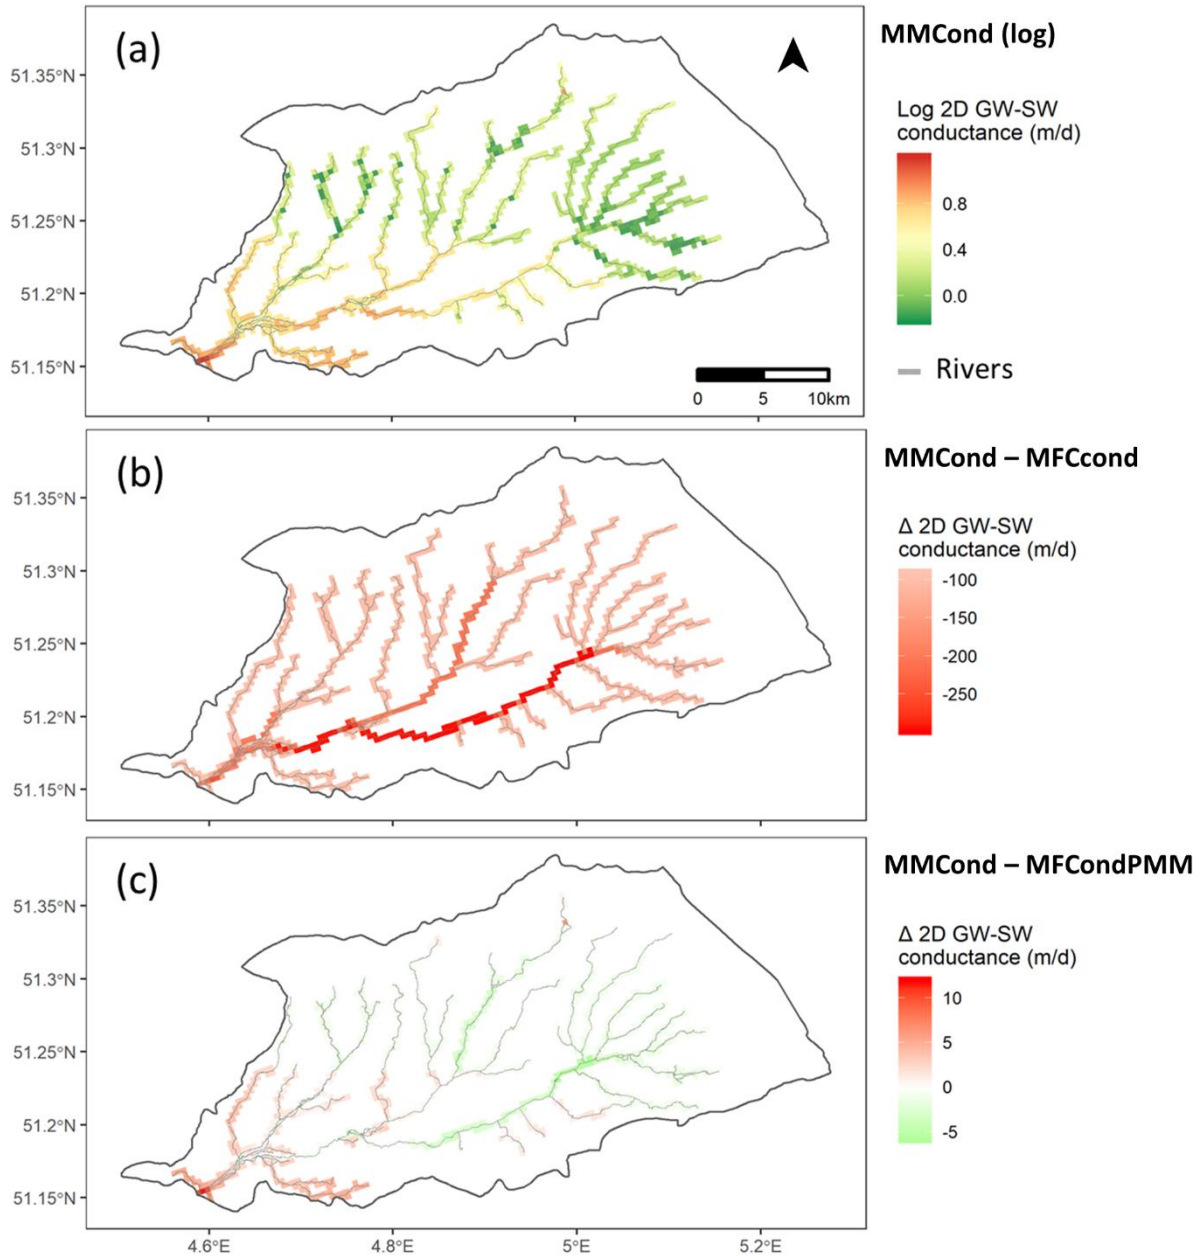 (a)
MMCond (log)
51.35°N
51.3°N
51.25°N
51.2°N
51.15°N
Log 2D GW-SW
conductance (m/d)
0.8
0.4
0.0
Rivers
0 5 10km
(b)
MMCond – MFCcond
51.35°N
51.3°N
51.25°N
51.2°N
51.15°N
Δ 2D GW-SW
conductance (m/d)
-100
-150
-200
-250
(c)
MMCond – MFCondPMM
51.35°N
51.3°N
51.25°N
51.2°N
51.15°N
Δ 2D GW-SW
conductance (m/d)
10
5
0
-5
4.6°E 4.8°E 5°E 5.2°E